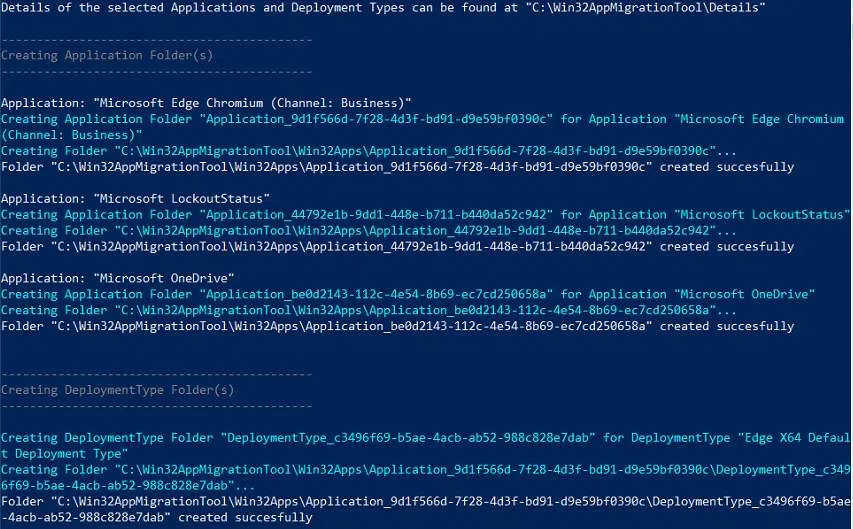 Details of the selected Applications and Deployment Types can be found at "C:\Win32AppMigrationTool\Details"
--------------------------------------------
Creating Application Folder(s)
--------------------------------------------
Application: "Microsoft Edge Chromium (Channel: Business)"
Creating Application Folder "Application_9d1f566d-7f28-4d3f-bd91-d9e59bf0390c" for Application "Microsoft Edge Chromium
(Channel: Business)"
Creating Folder "C:\Win32AppMigrationTool\Win32Apps\Application_9d1f566d-7f28-4d3f-bd91-d9e59bf0390c"...
Folder "C:\Win32AppMigrationTool\Win32Apps\Application_9d1f566d-7f28-4d3f-bd91-d9e59bf0390c" created succesfully
Application: "Microsoft LockoutStatus"
Creating Application Folder "Application_44792e1b-9dd1-448e-b711-b440da52c942" for Application "Microsoft LockoutStatus"
Creating Folder "C:\Win32AppMigrationTool\Win32Apps\Application_44792e1b-9dd1-448e-b711-b440da52c942"...
Folder "C:\Win32AppMigrationTool\Win32Apps\Application_44792e1b-9dd1-448e-b711-b440da52c942" created succesfully
Application: "Microsoft OneDrive"
Creating Application Folder "Application_be0d2143-112c-4e54-8b69-ec7cd250658a" for Application "Microsoft OneDrive"
Creating Folder "C:\Win32AppMigrationTool\Win32Apps\Application_be0d2143-112c-4e54-8b69-ec7cd250658a"...
Folder "C:\Win32AppMigrationTool\Win32Apps\Application_be0d2143-112c-4e54-8b69-ec7cd250658a" created succesfully
--------------------------------------------
Creating DeploymentType Folder(s)
--------------------------------------------
Creating DeploymentType Folder "DeploymentType_c3496f69-b5ae-4acb-ab52-988c828e7dab" for DeploymentType "Edge X64 Defaul
t Deployment Type"
Creating Folder "C:\Win32AppMigrationTool\Win32Apps\Application_9d1f566d-7f28-4d3f-bd91-d9e59bf0390c\DeploymentType_c349
6f69-b5ae-4acb-ab52-988c828e7dab"...
Folder "C:\Win32AppMigrationTool\Win32Apps\Application_9d1f566d-7f28-4d3f-bd91-d9e59bf0390c\DeploymentType_c3496f69-b5ae
-4acb-ab52-988c828e7dab" created succesfully